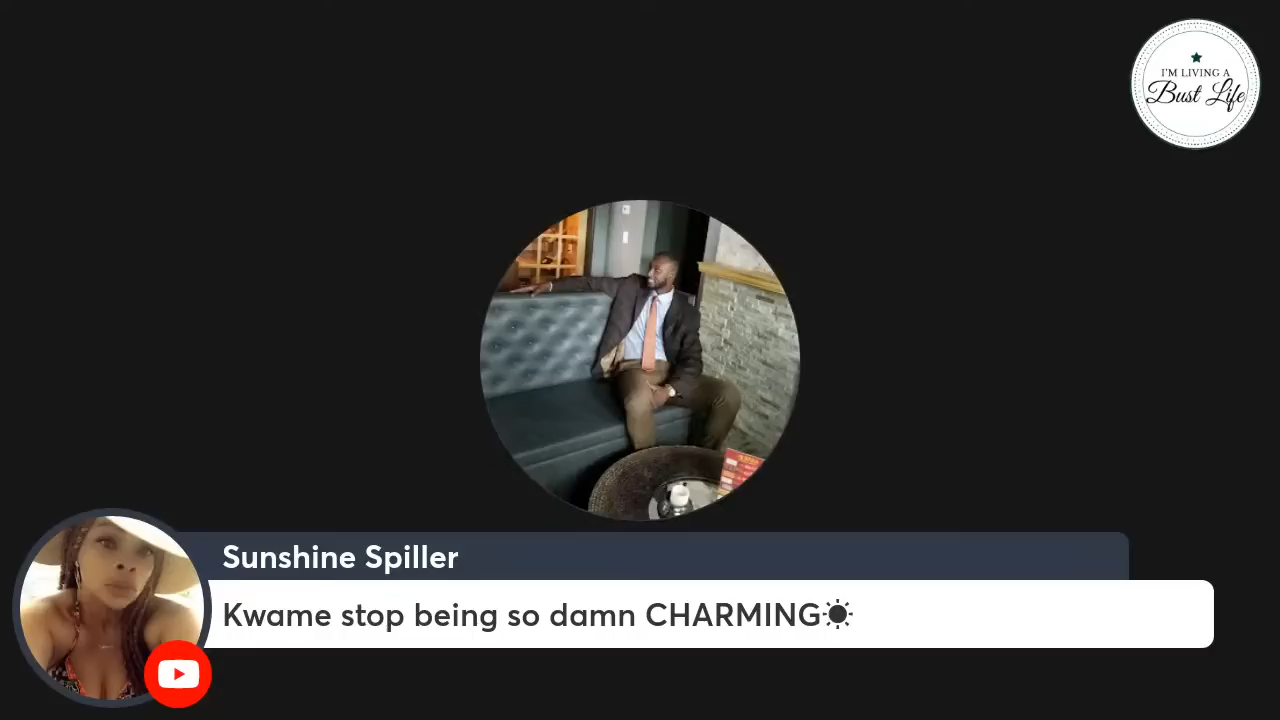 I'M LIVING A
Bust Life
Sunshine Spiller
Kwame stop being so damn CHARMING☀